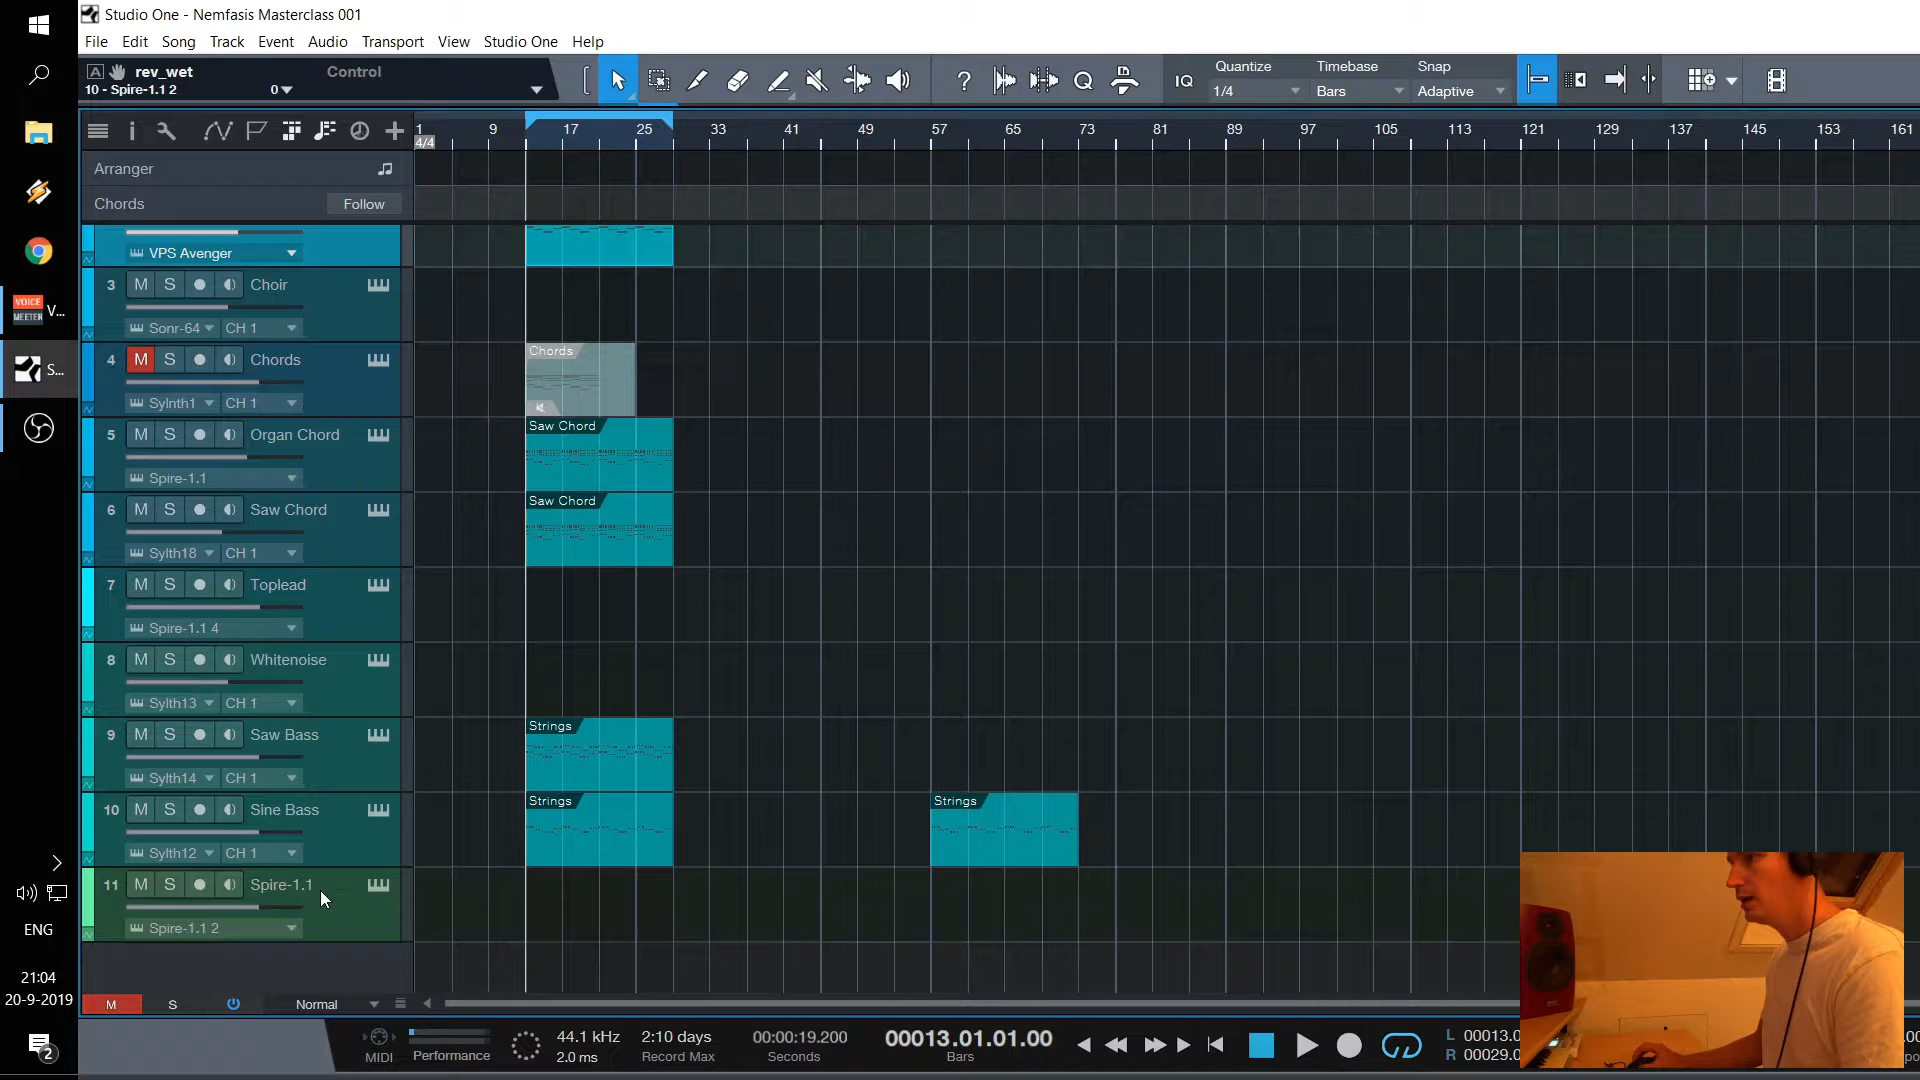 Studio One - Nemfasis Masterclass 001
File Edit Song Track Event Audio Transport View Studio One Help
A rev_wet Control
10 - Spire-1.1 2 0
? IQ Quantize Timebase Snap
1/4 Bars Adaptive
1 9 17 25 33 41 49 57 65 73 81 89 97 105 113 121 129 137 145 153 161
4/4
Arranger
Chords Follow
VPS Avenger
3 M S Choir
Sonr-64 CH 1
4 M S Chords
Sylnth1 CH 1
Chords
5 M S Organ Chord
Spire-1.1
Saw Chord
6 M S Saw Chord
Sylth18 CH 1
Saw Chord
7 M S Toplead
Spire-1.1 4
8 M S Whitenoise
Sylth13 CH 1
9 M S Saw Bass
Sylth14 CH 1
Strings
10 M S Sine Bass
Sylth12 CH 1
Strings
Strings
11 M S Spire-1.1
Spire-1.1 2
M S Normal
MIDI
Performance
44.1 kHz
2.0 ms
2:10 days
Record Max
00:00:19.200
Seconds
00013.01.01.00
Bars
L 00013.0
R 00029.0
VOICE
MEETER
V...
S...
ENG
21:04
20-9-2019
2